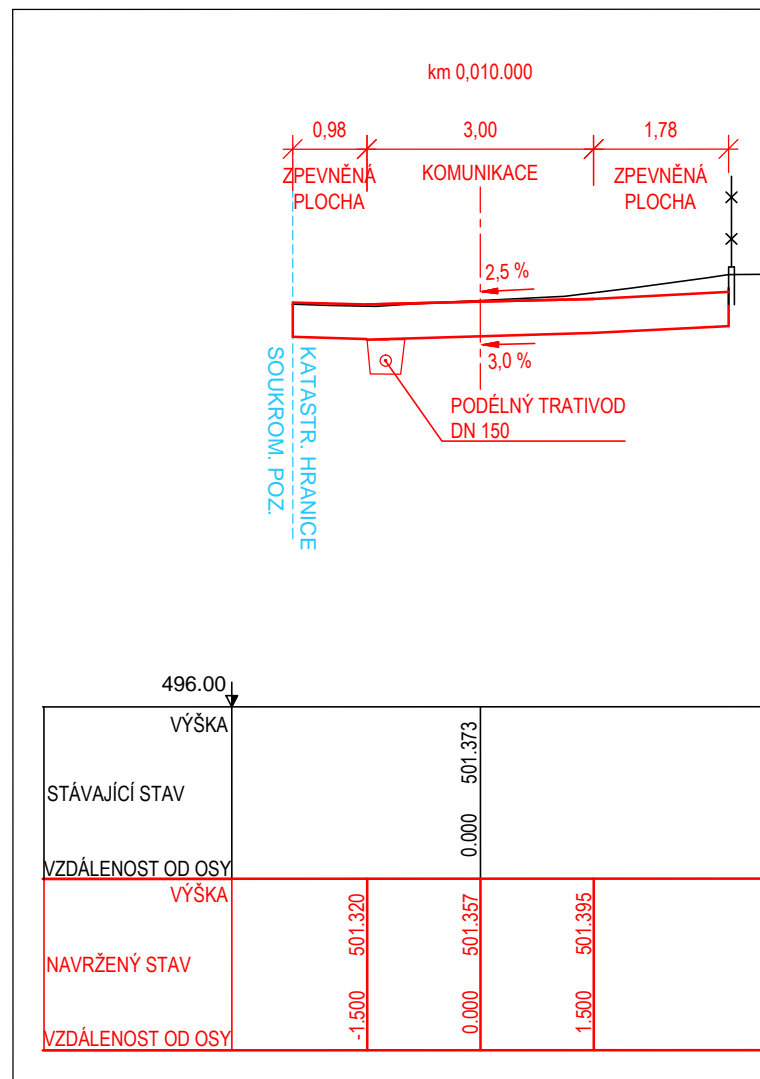 km 0,010.000
0,98
3,00
1,78
ZPEVNĚNÁ
PLOCHA
KOMUNIKACE
ZPEVNĚNÁ
PLOCHA
2,5 %
3,0 %
PODÉLNÝ TRATIVOD
DN 150
KATASTR. HRANICE
SOUKROM. POZ.
496.00
VÝŠKA
501.373
STÁVAJÍCÍ STAV
0.000
VZDÁLENOST OD OSY
VÝŠKA
501.320
501.357
501.395
NAVRŽENÝ STAV
-1.500
0.000
1.500
VZDÁLENOST OD OSY